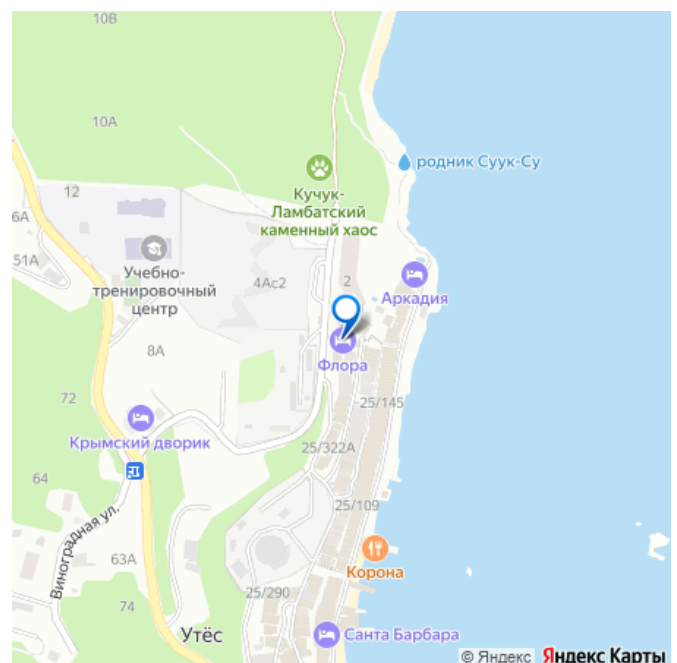 10В
10А
родник Суук-Су
12
Кучук-
Ламбатский
каменный хаос
6А
51А
Учебно-
тренировочный
центр
4Ас2
2
Аркадия
8А
Флора
72
25/145
Крымский дворик
25/322А
64
25/109
Виноградная ул.
63А
Корона
25/290
74
Утёс
Санта Барбара
© Яндекс Яндекс Карты